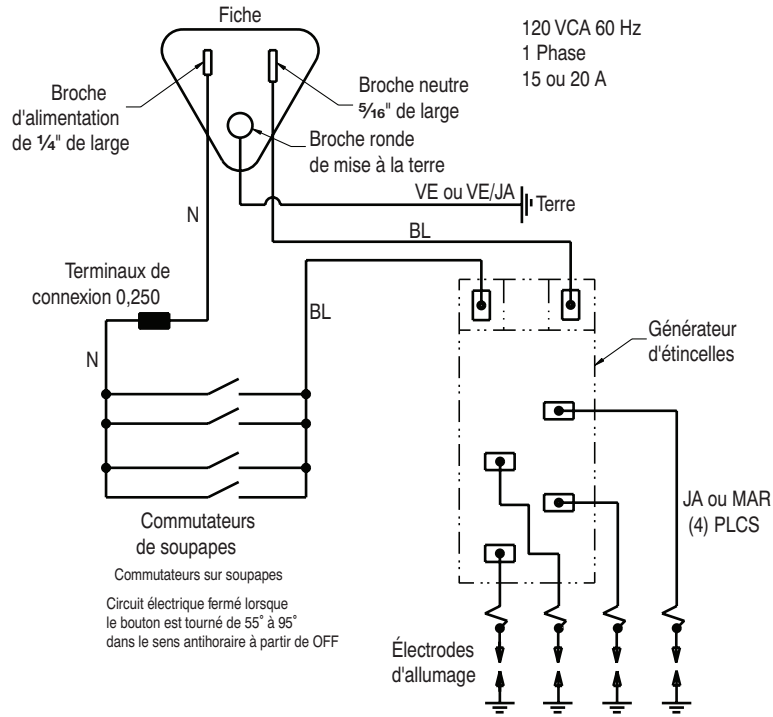 Fiche
120 VCA 60 Hz
1 Phase
15 ou 20 A
Broche
d'alimentation
de 1/4" de large
Broche neutre
5/16" de large
Broche ronde
de mise à la terre
VE ou VE/JA
Terre
N
BL
Terminaux de
connexion 0,250
BL
N
Générateur
d'étincelles
JA ou MAR
(4) PLCS
Commutateurs
de soupapes
Commutateurs sur soupapes
Circuit électrique fermé lorsque
le bouton est tourné de 55˚ à 95˚
dans le sens antihoraire à partir de OFF
Électrodes
d'allumage